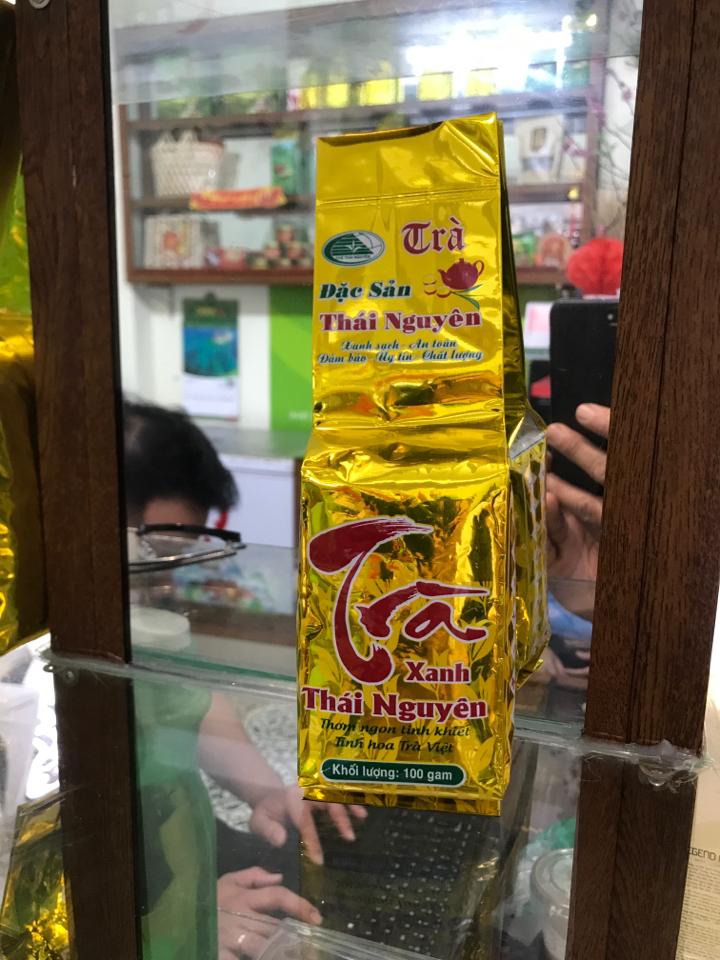 Trà
Đặc Sản
Thái Nguyên
Xanh sạch - An toàn
Đảm bảo - Uy tín - Chất lượng
Trà
Xanh
Thái Nguyên
Thơm ngon tinh khiết
Tinh hoa Trà Việt
Khối lượng: 100 gam